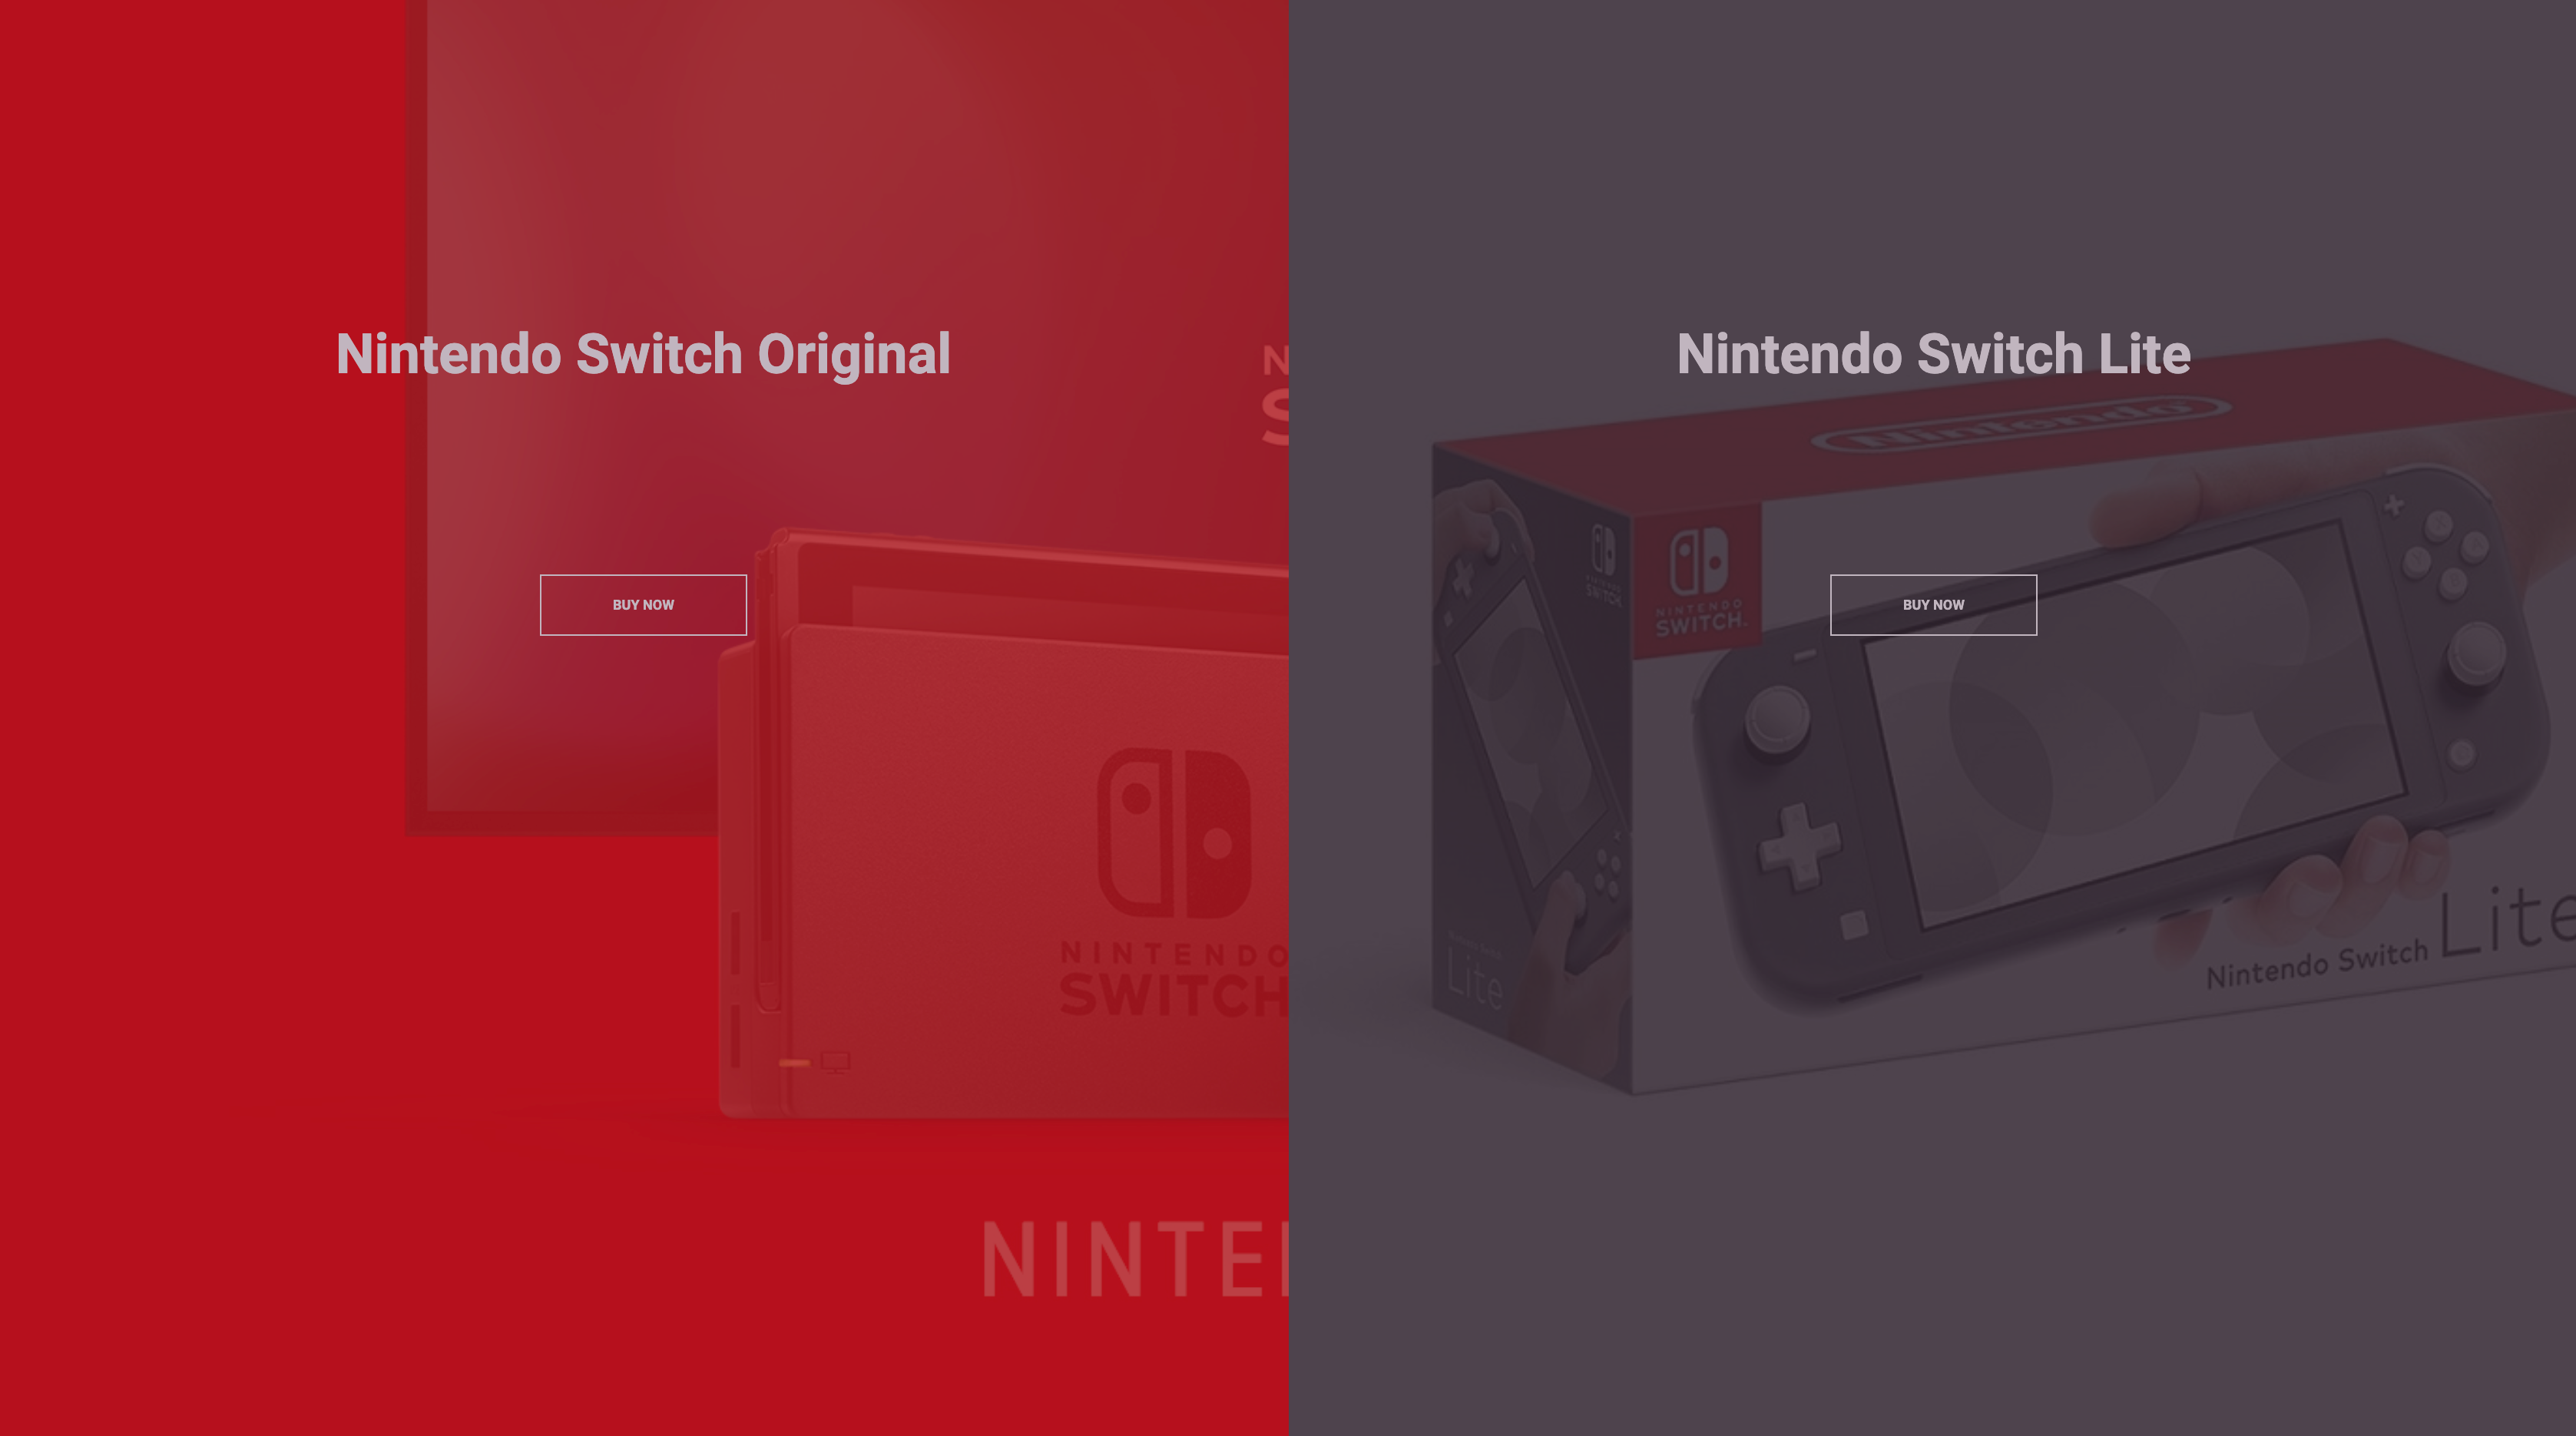 Nintendo Switch Original
BUY NOW
N
S
NINTENDO
SWITCH
NINTE
Nintendo Switch Lite
BUY NOW
Nintendo
NINTENDO
SWITCH
Lite
Nintendo Switch Lite